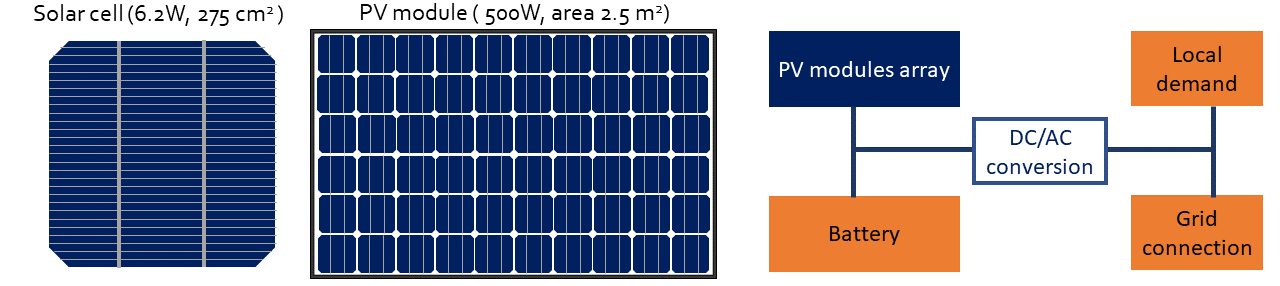 Solar cell (6.2W, 275 cm² )
PV module ( 500W, area 2.5 m²)
PV modules array
Local
demand
DC/AC
conversion
Battery
Grid
connection